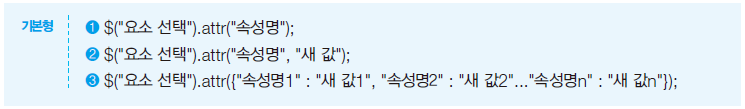 기본형 ❶ $("요소 선택").attr("속성명");
❷ $("요소 선택").attr("속성명", "새 값");
❸ $("요소 선택").attr({"속성명1" : "새 값1", "속성명2" : "새 값2"..."속성명n" : "새 값n"});